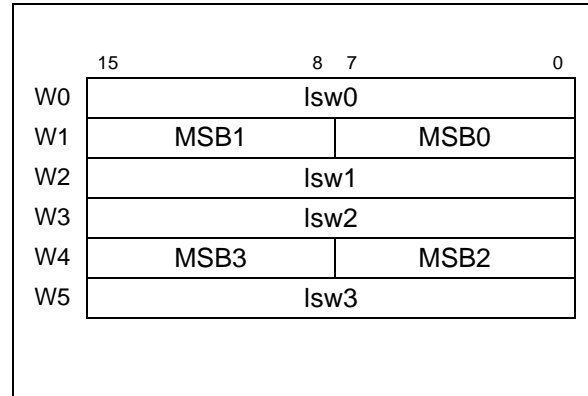 15 8 7 0
W0 lsw0
W1 MSB1 MSB0
W2 lsw1
W3 lsw2
W4 MSB3 MSB2
W5 lsw3